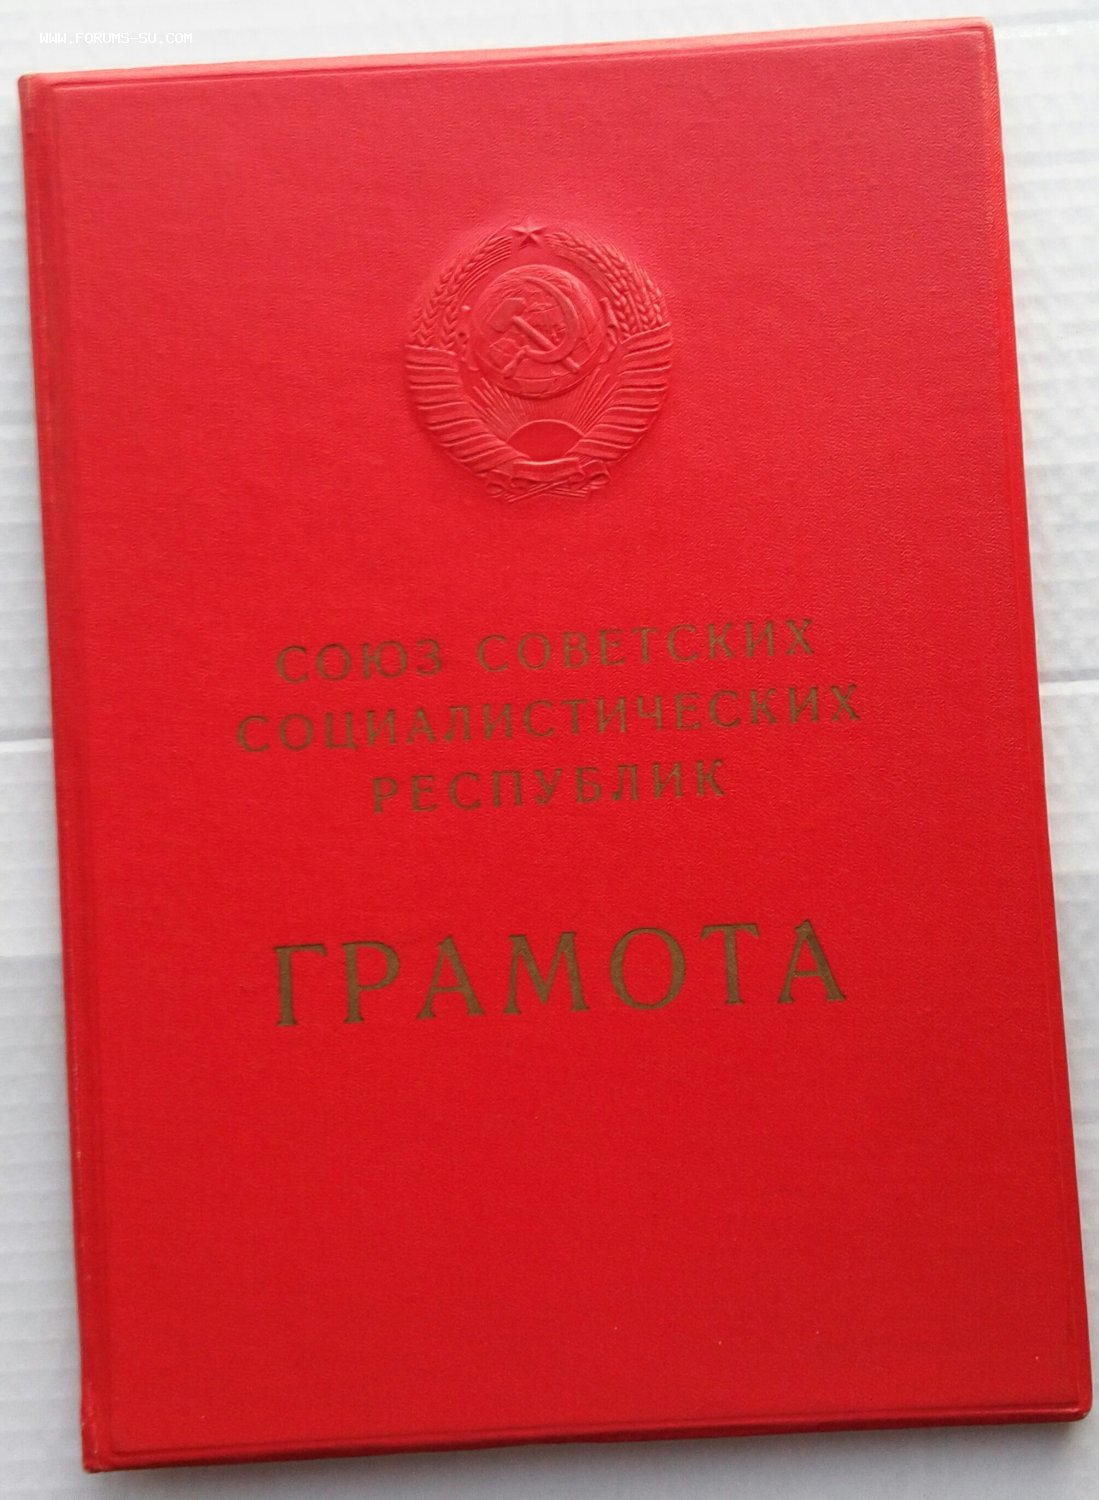 WWW.FORUMS-SU.COM
СОЮЗ СОВЕТСКИХ
СОЦИАЛИСТИЧЕСКИХ
РЕСПУБЛИК
ГРАМОТА